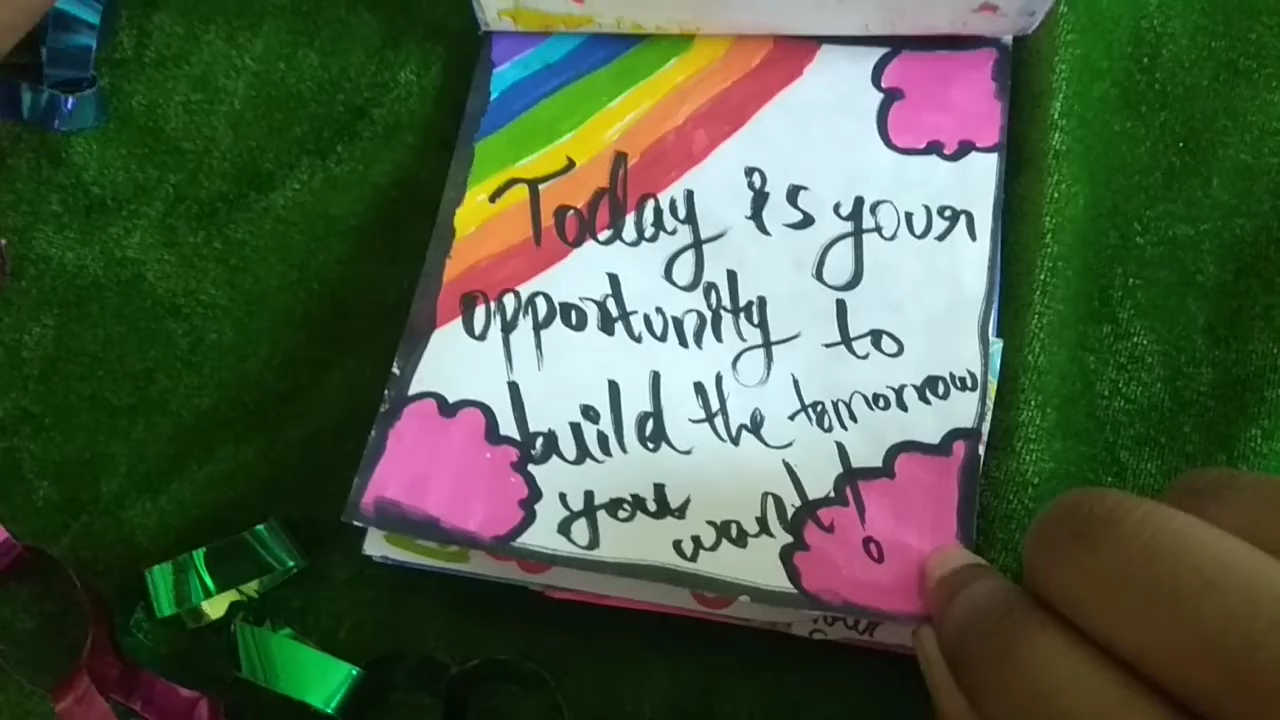 Today is your
opportunity to
build the tomorrow
you want!